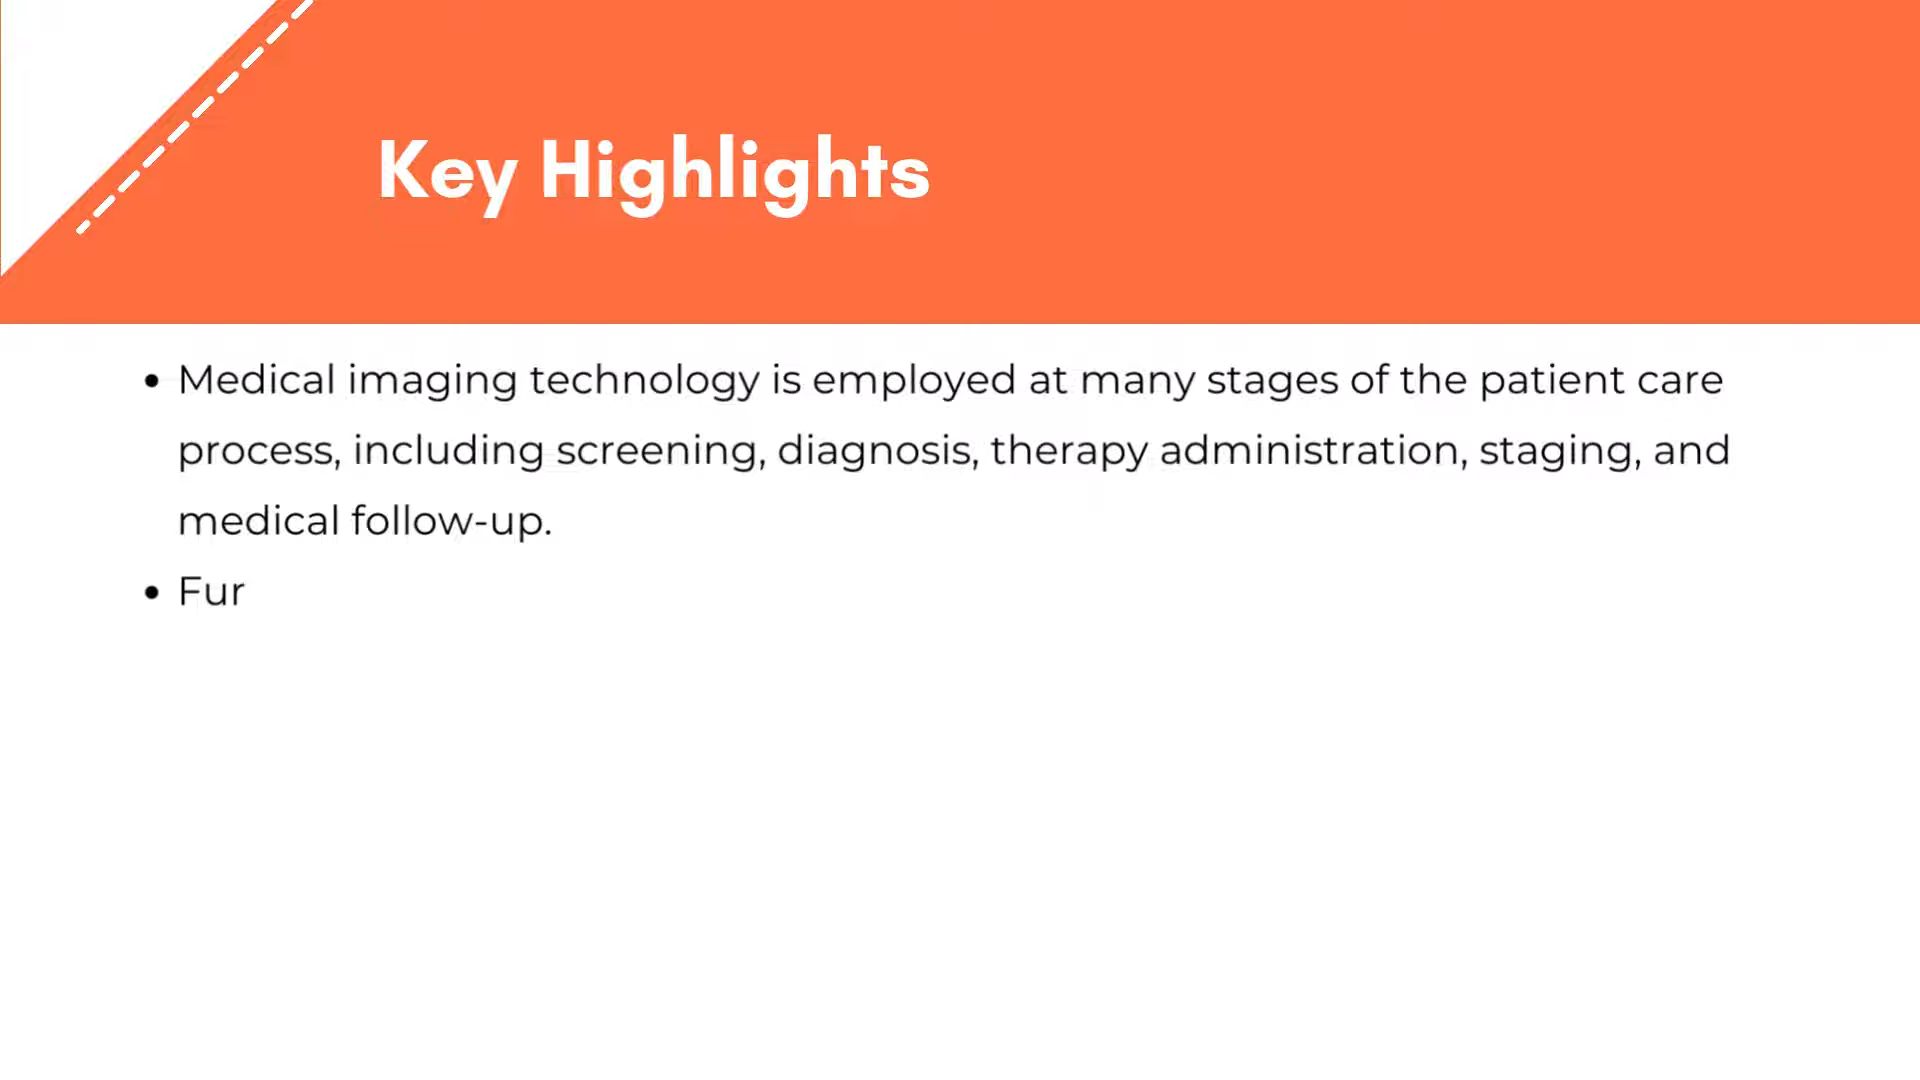 Key Highlights
• Medical imaging technology is employed at many stages of the patient care
process, including screening, diagnosis, therapy administration, staging, and
medical follow-up.
• Fur